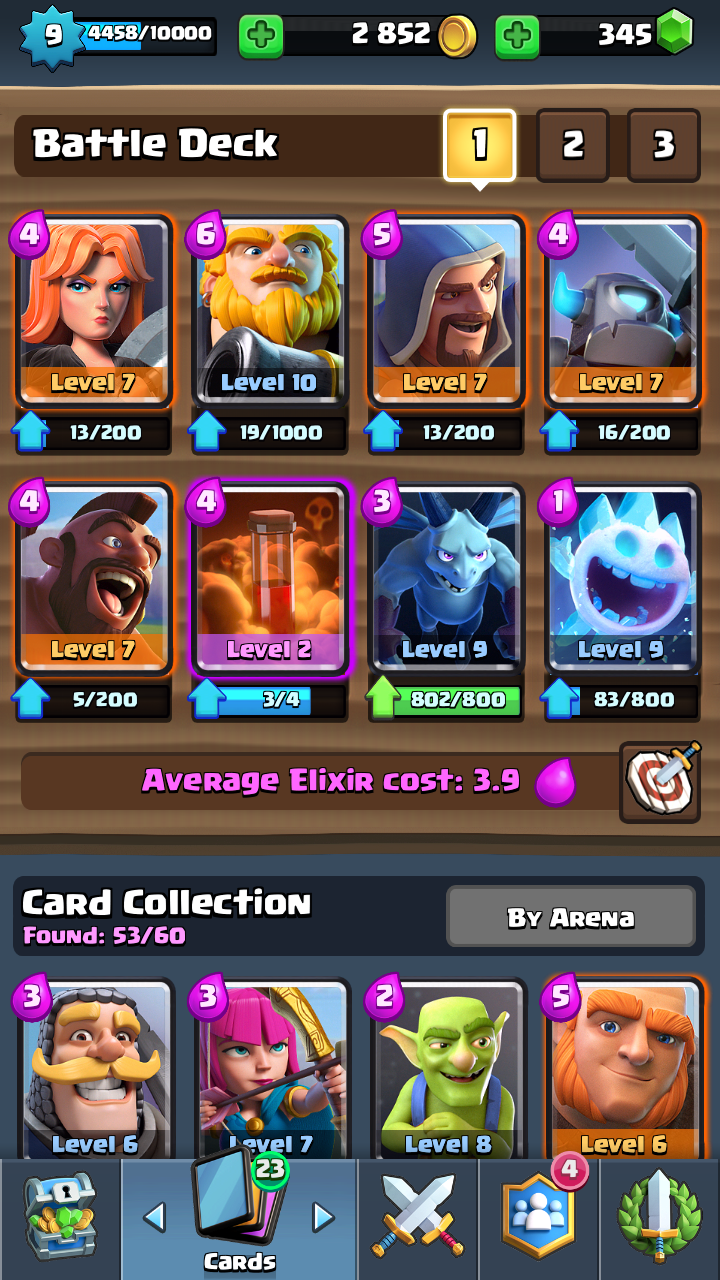 9 4458/10000 2 852 345
Battle Deck 1 2 3
4 6 5 4
Level 7 Level 10 Level 7 Level 7
13/200 19/1000 13/200 16/200
4 4 3 1
Level 7 Level 2 Level 9 Level 9
5/200 3/4 802/800 83/800
Average Elixir cost: 3.9
Card Collection
Found: 53/60
By Arena
3 3 2 5
Level 6 Level 7 Level 8 Level 6
23 4
Cards